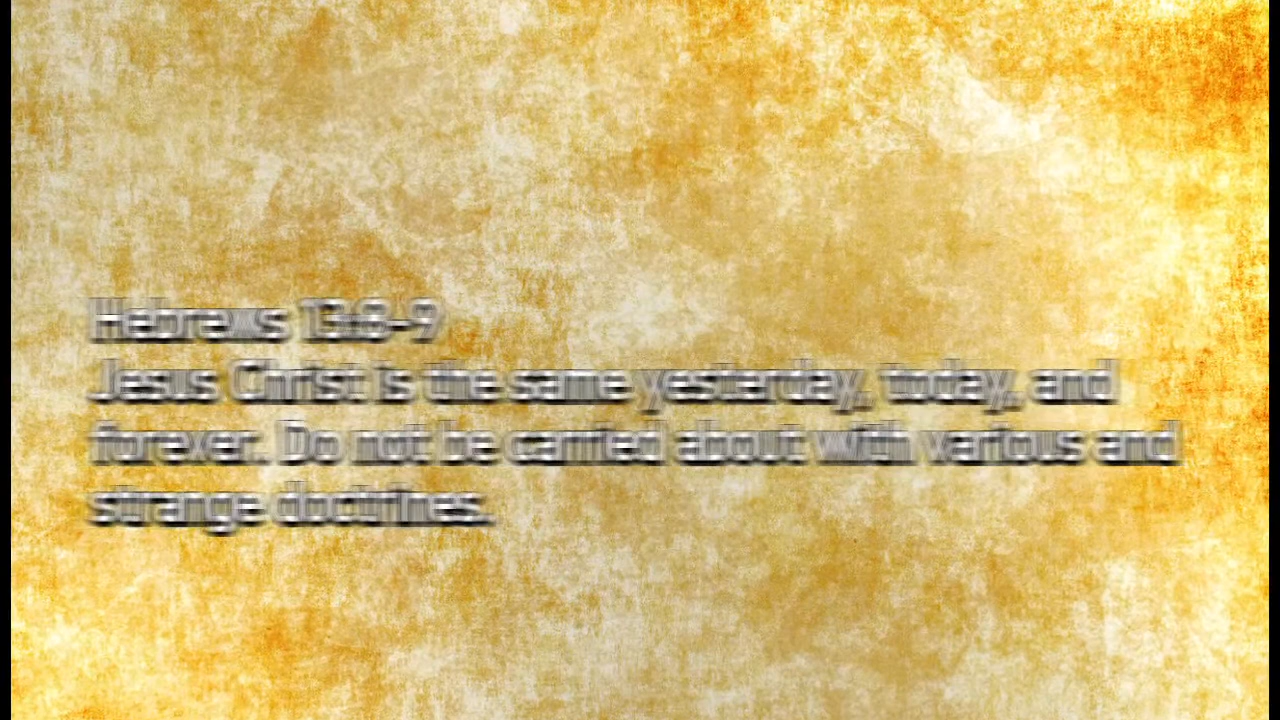 Hebrews 13:8-9
Jesus Christ is the same yesterday, today, and
forever. Do not be carried about with various and
strange doctrines.